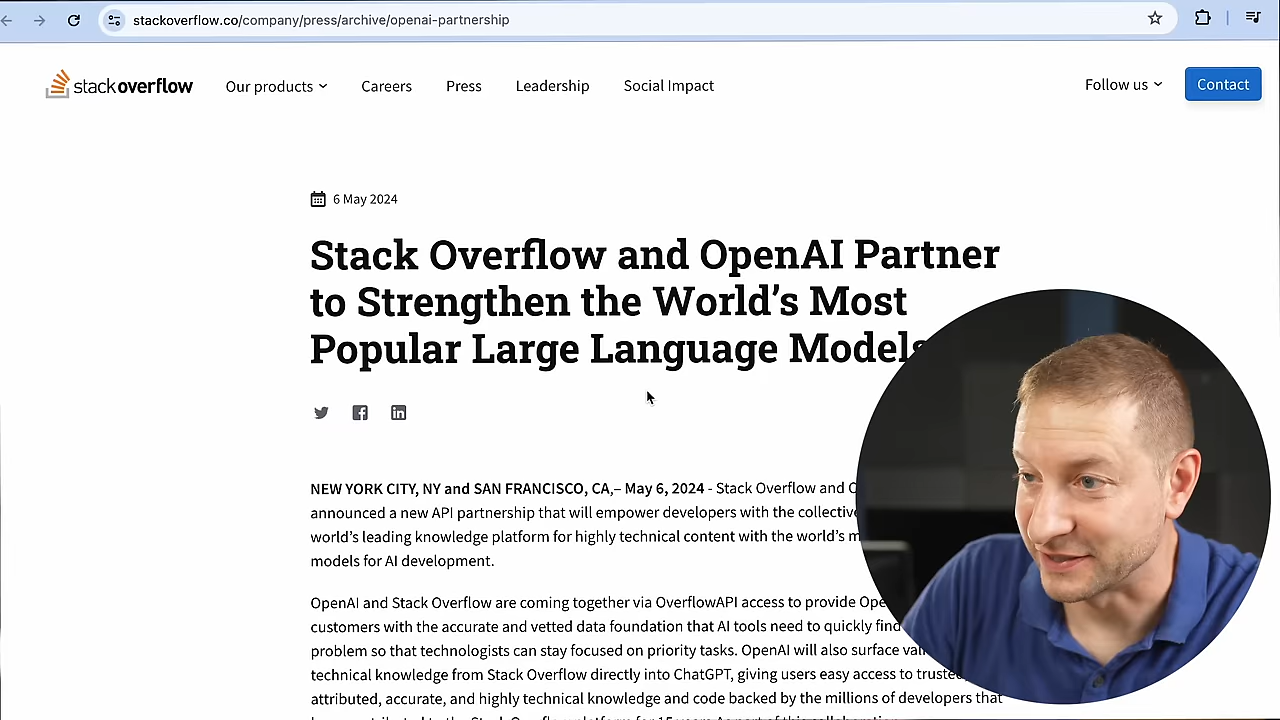 stackoverflow.co/company/press/archive/openai-partnership
stackoverflow
Our products
Careers
Press
Leadership
Social Impact
Follow us
Contact
6 May 2024
Stack Overflow and OpenAI Partner
to Strengthen the World's Most
Popular Large Language Models
NEW YORK CITY, NY and SAN FRANCISCO, CA,– May 6, 2024 - Stack Overflow and
announced a new API partnership that will empower developers with the collective
world's leading knowledge platform for highly technical content with the world's
models for AI development.
OpenAI and Stack Overflow are coming together via OverflowAPI access to provide
customers with the accurate and vetted data foundation that AI tools need to quickly find
problem so that technologists can stay focused on priority tasks. OpenAI will also surface
technical knowledge from Stack Overflow directly into ChatGPT, giving users easy access to trusted,
attributed, accurate, and highly technical knowledge and code backed by the millions of developers that